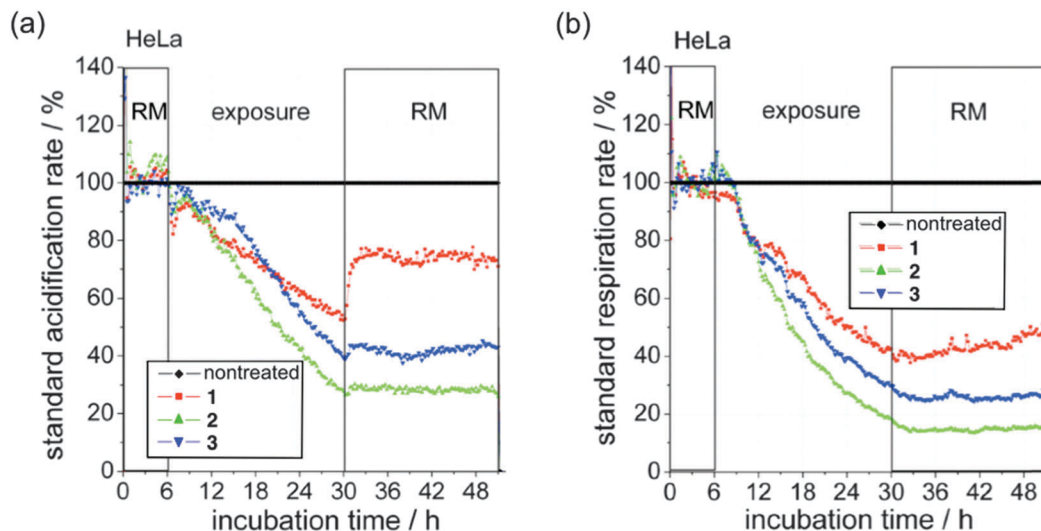 (a)
HeLa
standard acidification rate / %
140
120
100
80
60
40
20
0
RM
exposure
RM
nontreated
1
2
3
0 6 12 18 24 30 36 42 48
incubation time / h
(b)
HeLa
standard respiration rate / %
140
120
100
80
60
40
20
0
RM
exposure
RM
nontreated
1
2
3
0 6 12 18 24 30 36 42 48
incubation time / h